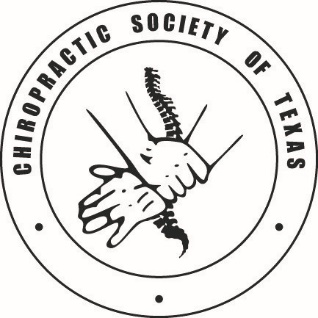 CHIROPRACTIC SOCIETY OF TEXAS